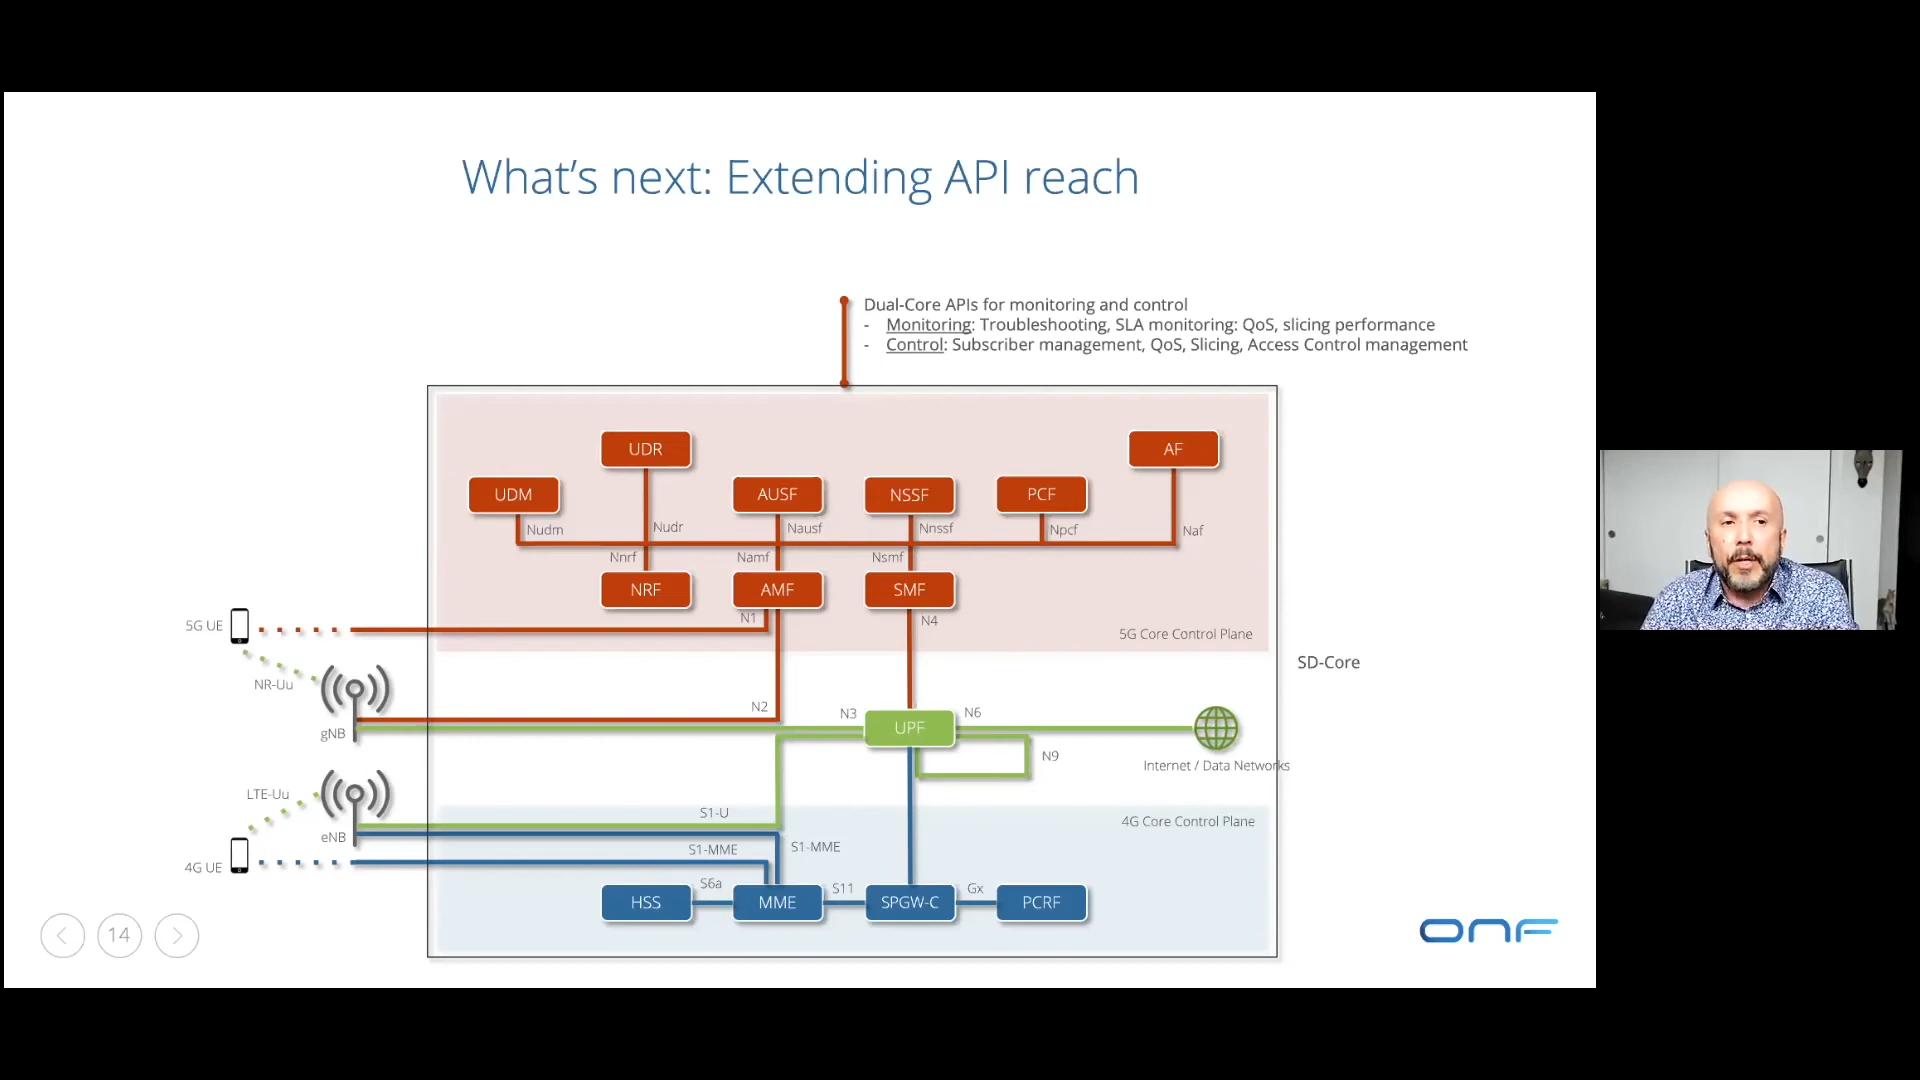 What's next: Extending API reach
Dual-Core APIs for monitoring and control
- Monitoring: Troubleshooting, SLA monitoring: QoS, slicing performance
- Control: Subscriber management, QoS, Slicing, Access Control management
UDR
AF
UDM
AUSF
NSSF
PCF
Nudm
Nudr
Nausf
Nnssf
Npcf
Naf
Nnrf
Namf
Nsmf
NRF
AMF
SMF
N1
N4
5G UE
5G Core Control Plane
SD-Core
NR-Uu
N2
N3
N6
gNB
UPF
N9
Internet / Data Networks
LTE-Uu
S1-U
4G Core Control Plane
eNB
S1-MME
S1-MME
4G UE
S6a
S11
Gx
HSS
MME
SPGW-C
PCRF
14
ONF